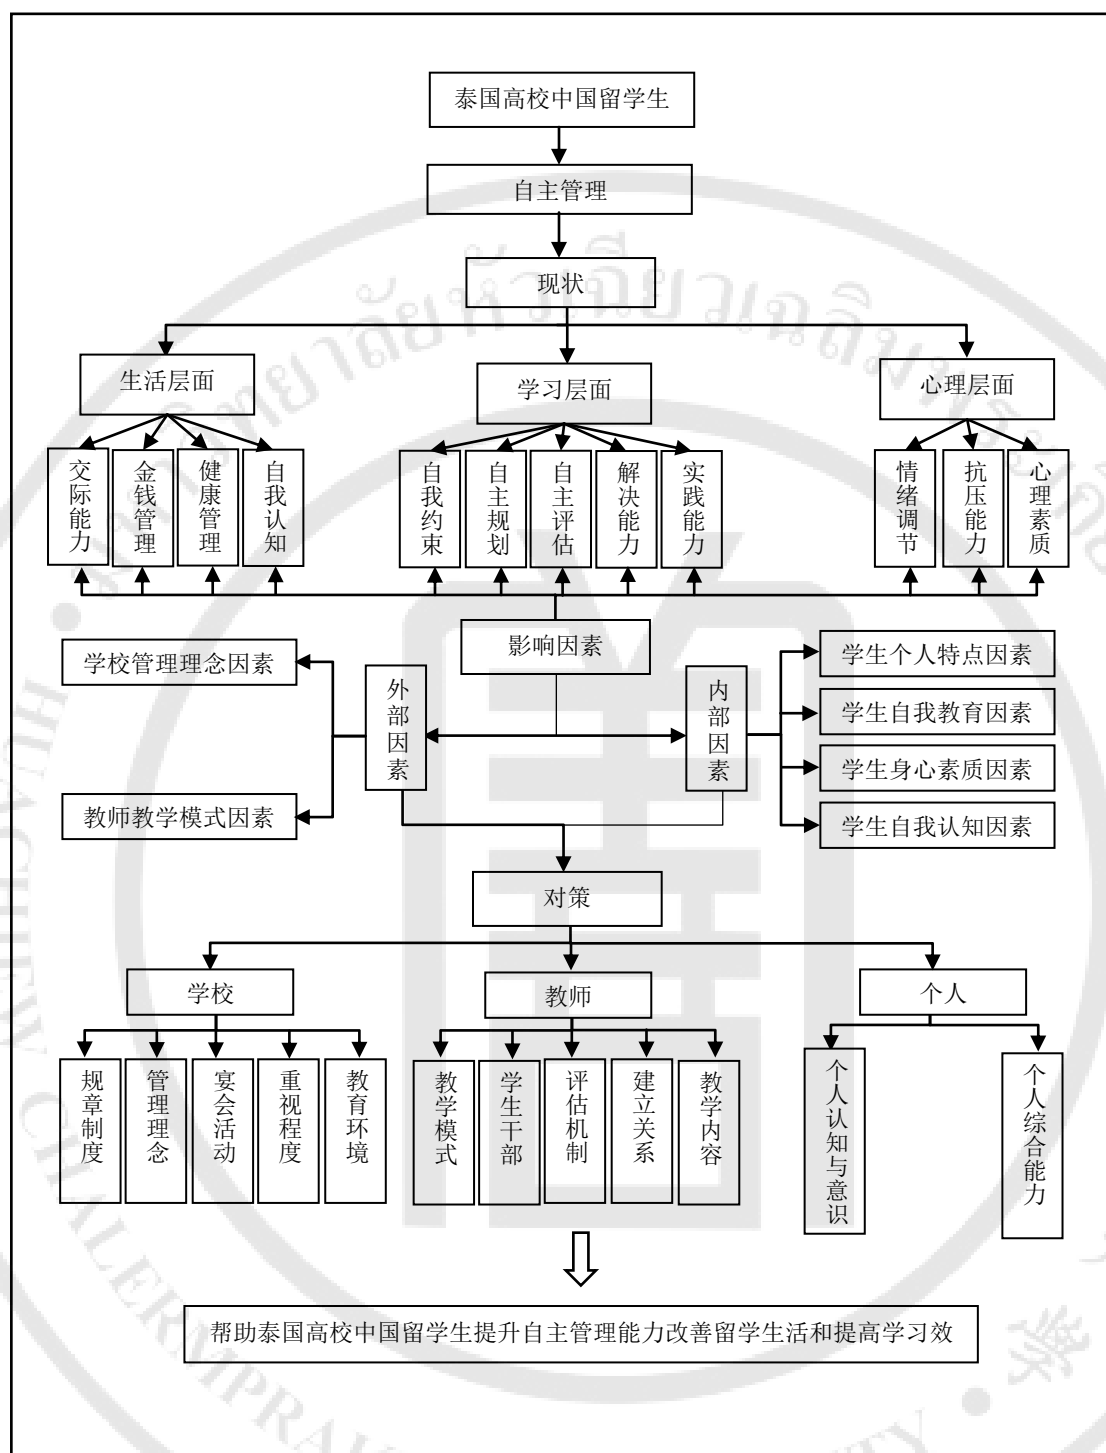 泰国高校中国留学生
自主管理
现状
生活层面
学习层面
心理层面
交际能力
金钱管理
健康管理
自我认知
自我约束
自主规划
自主评估
解决能力
实践能力
情绪调节
抗压能力
心理素质
影响因素
学校管理理念因素
教师教学模式因素
外部因素
内部因素
学生个人特点因素
学生自我教育因素
学生身心素质因素
学生自我认知因素
对策
学校
教师
个人
规章制度
管理理念
宴会活动
重视程度
教育环境
教学模式
学生干部
评估机制
建立关系
教学内容
个人认知与意识
个人综合能力
帮助泰国高校中国留学生提升自主管理能力改善留学生活和提高学习效